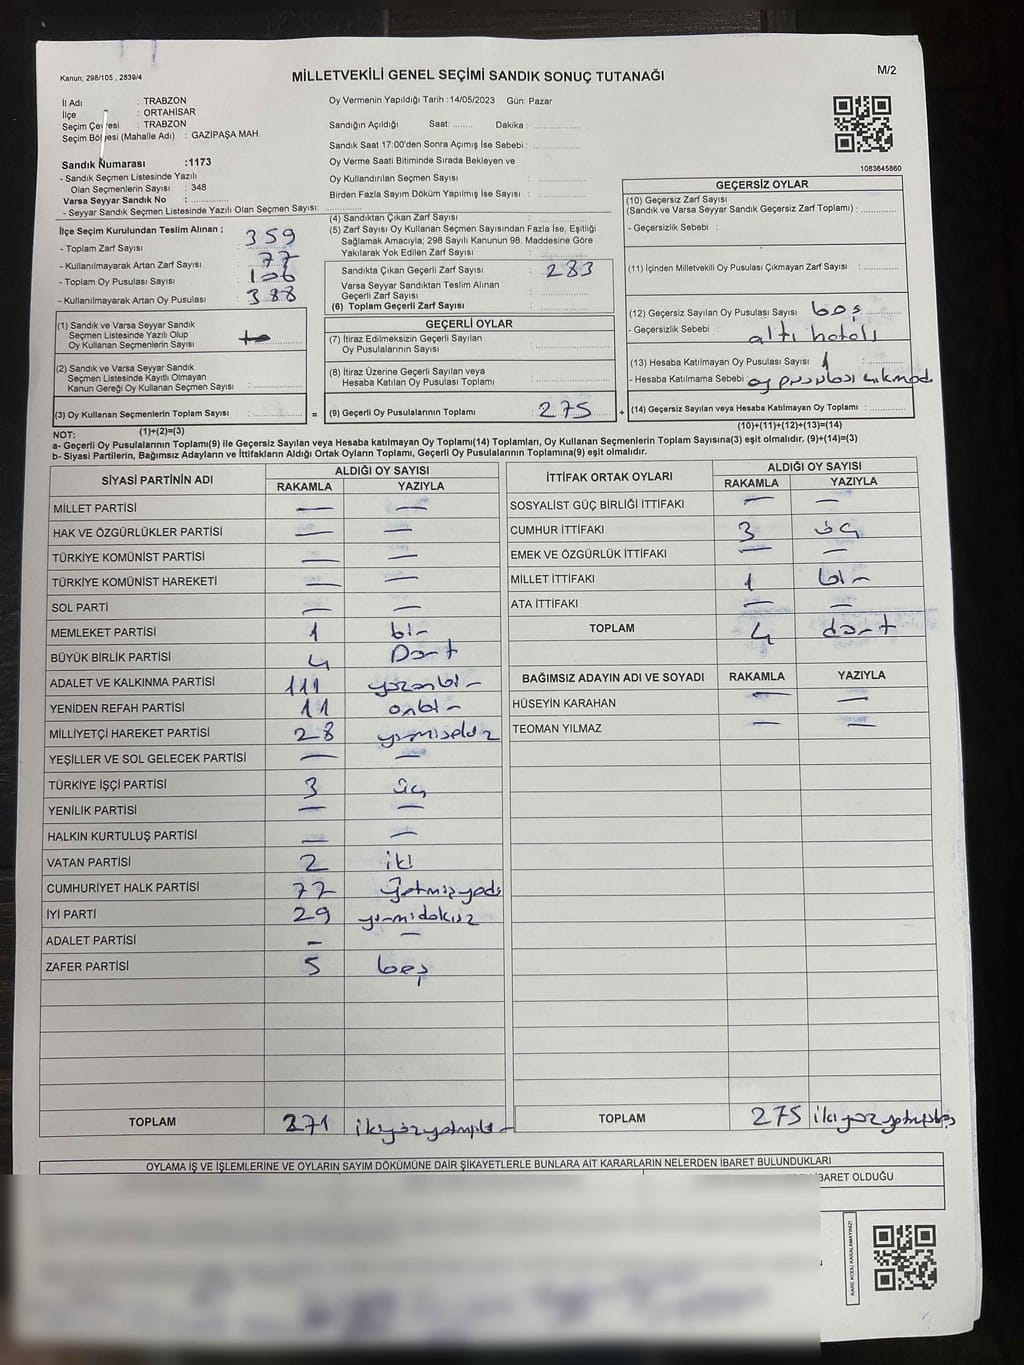 Kanun; 298/105 , 2839/4
MİLLETVEKİLİ GENEL SEÇİMİ SANDIK SONUÇ TUTANAĞI
M/2
İl Adı : TRABZON
İlçe : ORTAHİSAR
Seçim Çevresi : TRABZON
Seçim Bölgesi (Mahalle Adı) : GAZİPAŞA MAH.
Sandık Numarası :1173
- Sandık Seçmen Listesinde Yazılı
Olan Seçmenlerin Sayısı : 348
Varsa Seyyar Sandık No : ..............
- Seyyar Sandık Seçmen Listesinde Yazılı Olan Seçmen Sayısı: ..............
Oy Vermenin Yapıldığı Tarih :14/05/2023 Gün: Pazar
Sandığın Açıldığı Saat: ....... Dakika : ..............
Sandık Saat 17:00'den Sonra Açımış İse Sebebi : ..............
Oy Verme Saati Bitiminde Sırada Bekleyen ve
Oy Kullandırılan Seçmen Sayısı : ..............
Birden Fazla Sayım Döküm Yapılmış İse Sayısı : ..............
1083645860
İlçe Seçim Kurulundan Teslim Alınan ;
- Toplam Zarf Sayısı : 359
- Kullanılmayarak Artan Zarf Sayısı : 77
- Toplam Oy Pusulası Sayısı : 106
- Kullanılmayarak Artan Oy Pusulası : 388
(4) Sandıktan Çıkan Zarf Sayısı : ..............
(5) Zarf Sayısı Oy Kullanan Seçmen Sayısından Fazla İse, Eşitliği
Sağlamak Amacıyla; 298 Sayılı Kanunun 98. Maddesine Göre
Yakılarak Yok Edilen Zarf Sayısı : ..............
Sandıkta Çıkan Geçerli Zarf Sayısı : 283
Varsa Seyyar Sandıktan Teslim Alınan
Geçerli Zarf Sayısı : ..............
(6) Toplam Geçerli Zarf Sayısı : ..............
GEÇERSİZ OYLAR
(10) Geçersiz Zarf Sayısı
(Sandık ve Varsa Seyyar Sandık Geçersiz Zarf Toplamı) : ..............
- Geçersizlik Sebebi :
(11) İçinden Milletvekili Oy Pusulası Çıkmayan Zarf Sayısı : ..............
(12) Geçersiz Sayılan Oy Pusulası Sayısı beş
- Geçersizlik Sebebi : altı hatalı
(13) Hesaba Katılmayan Oy Pusulası Sayısı 1
- Hesaba Katılmama Sebebi : oy pusulası çıkmadı
(14) Geçersiz Sayılan veya Hesaba Katılmayan Oy Toplamı : ..............
(10)+(11)+(12)+(13)=(14)
(1) Sandık ve Varsa Seyyar Sandık
Seçmen Listesinde Yazılı Olup
Oy Kullanan Seçmenlerin Sayısı :
(2) Sandık ve Varsa Seyyar Sandık
Seçmen Listesinde Kayıtlı Olmayan
Kanun Gereği Oy Kullanan Seçmen Sayısı : ..............
(3) Oy Kullanan Seçmenlerin Toplam Sayısı : ..............
(1)+(2)=(3)
GEÇERLİ OYLAR
(7) İtiraz Edilmeksizin Geçerli Sayılan
Oy Pusulalarının Sayısı : ..............
(8) İtiraz Üzerine Geçerli Sayılan veya
Hesaba Katılan Oy Pusulası Toplamı : ..............
= (9) Geçerli Oy Pusulalarının Toplamı : 275 +
NOT:
a- Geçerli Oy Pusulalarının Toplamı(9) ile Geçersiz Sayılan veya Hesaba katılmayan Oy Toplamı(14) Toplamları, Oy Kullanan Seçmenlerin Toplam Sayısına(3) eşit olmalıdır. (9)+(14)=(3)
b- Siyasi Partilerin, Bağımsız Adayların ve İttifakların Aldığı Ortak Oyların Toplamı, Geçerli Oy Pusulalarının Toplamına(9) eşit olmalıdır.
SİYASİ PARTİNİN ADI ALDIĞI OY SAYISI
RAKAMLA YAZIYLA
MİLLET PARTİSİ — —
HAK VE ÖZGÜRLÜKLER PARTİSİ — —
TÜRKİYE KOMÜNİST PARTİSİ — —
TÜRKİYE KOMÜNİST HAREKETİ — —
SOL PARTİ — —
MEMLEKET PARTİSİ 1 bir
BÜYÜK BİRLİK PARTİSİ 4 Dört
ADALET VE KALKINMA PARTİSİ 111 yüzonbir
YENİDEN REFAH PARTİSİ 11 onbir
MİLLİYETÇİ HAREKET PARTİSİ 28 yirmisekiz
YEŞİLLER VE SOL GELECEK PARTİSİ — —
TÜRKİYE İŞÇİ PARTİSİ 3 üç
YENİLİK PARTİSİ — —
HALKIN KURTULUŞ PARTİSİ — —
VATAN PARTİSİ 2 iki
CUMHURİYET HALK PARTİSİ 77 Yetmişyedi
İYİ PARTİ 29 yirmidokuz
ADALET PARTİSİ — —
ZAFER PARTİSİ 5 beş
TOPLAM 271 ikiyüzyetmişbir
İTTİFAK ORTAK OYLARI ALDIĞI OY SAYISI
RAKAMLA YAZIYLA
SOSYALİST GÜÇ BİRLİĞİ İTTİFAKI — —
CUMHUR İTTİFAKI 3 üç
EMEK VE ÖZGÜRLÜK İTTİFAKI — —
MİLLET İTTİFAKI 1 bir
ATA İTTİFAKI — —
TOPLAM 4 dört
BAĞIMSIZ ADAYIN ADI VE SOYADI RAKAMLA YAZIYLA
HÜSEYİN KARAHAN — —
TEOMAN YILMAZ — —
TOPLAM 275 ikiyüzyetmişbeş
OYLAMA İŞ VE İŞLEMLERİNE VE OYLARIN SAYIM DÖKÜMÜNE DAİR ŞİKAYETLERLE BUNLARA AİT KARARLARIN NELERDEN İBARET BULUNDUKLARI
İBARET OLDUĞU
KARE KODU KARALAMAYINIZ!